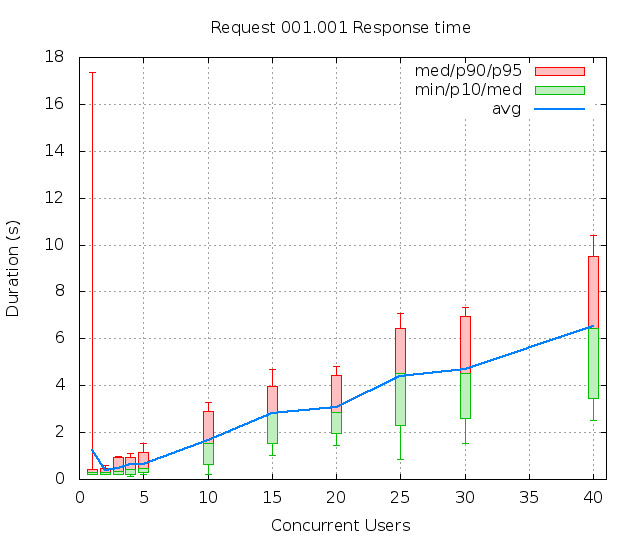 Request 001.001 Response time
med/p90/p95
min/p10/med
avg
Duration (s)
18
16
14
12
10
8
6
4
2
0
0 5 10 15 20 25 30 35 40
Concurrent Users